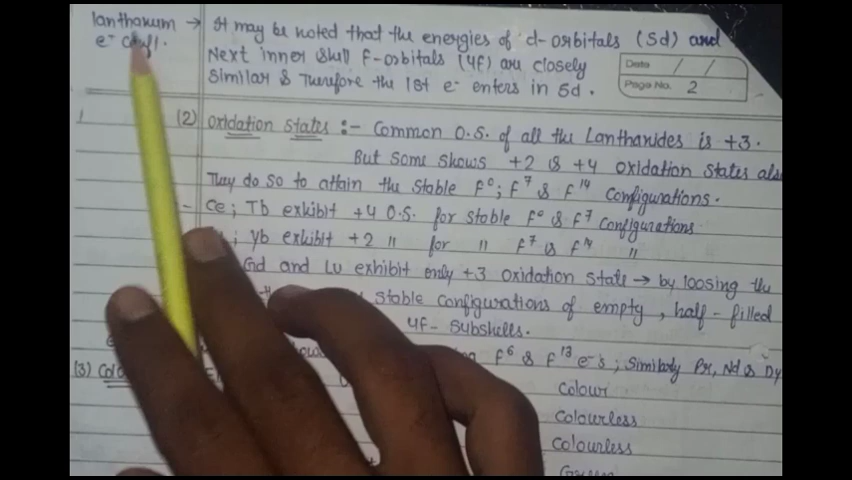 lanthanum → It may be noted that the energies of d-orbitals (5d) and
e⁻ Next inner shell F-orbitals (4F) are closely
Similar & Therefore the 1st e⁻ enters in 5d.
Date / /
Page No. 2
(2) Oxidation States :- Common O.S. of all the Lanthanides is +3.
But Some Shows +2 & +4 Oxidation States also
They do so to attain the Stable F⁰; F⁷ & F¹⁴ Configurations.
- Ce; Tb exhibit +4 O.S. for Stable F⁰ & F⁷ Configurations
; Yb exhibit +2 " for " F⁷ & F¹⁴ "
Gd and Lu exhibit only +3 Oxidation State → by loosing the
Stable Configurations of empty, half-filled
4F- Subshells.
F⁶ & F¹³ e⁻s; Similarly Pr, Nd & Dy
(3)
Colour
Colourless
Colourless